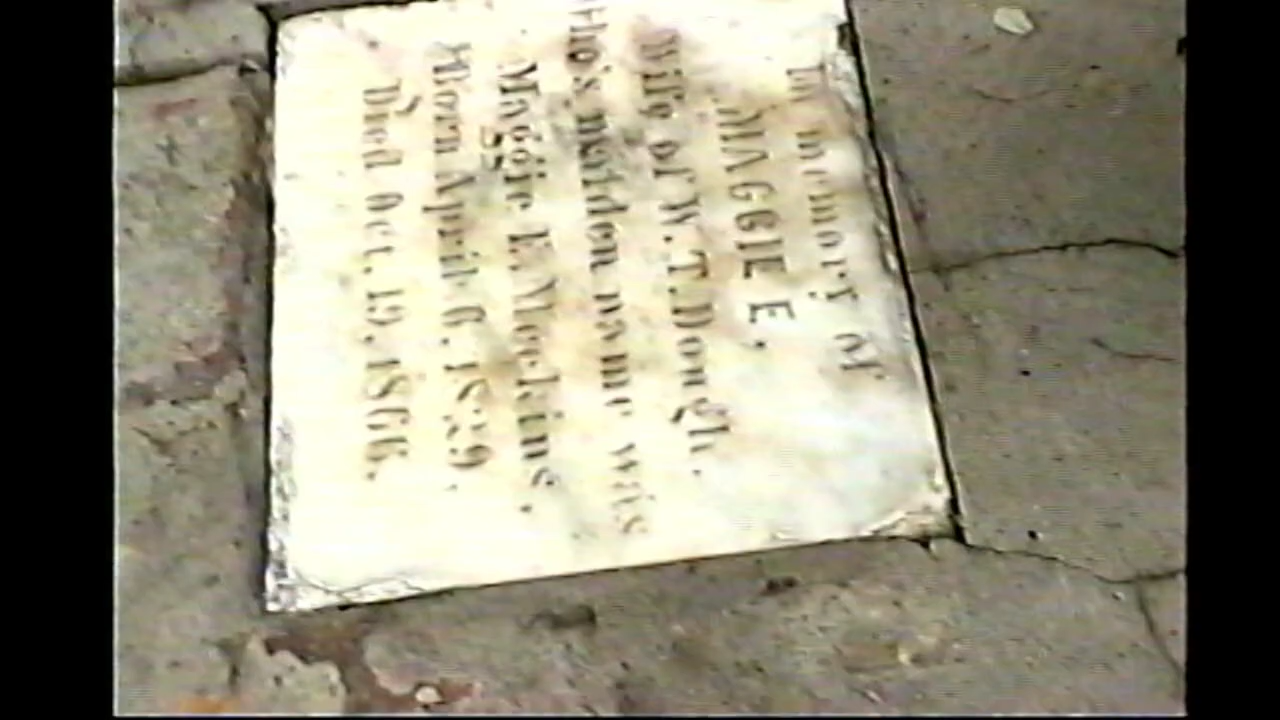 In memory of
MAGGIE E.
Wife of W. T. Dough.
Who's maiden name was
Maggie E. Meekins,
Born April 6, 1839,
Died Oct. 19, 1866.